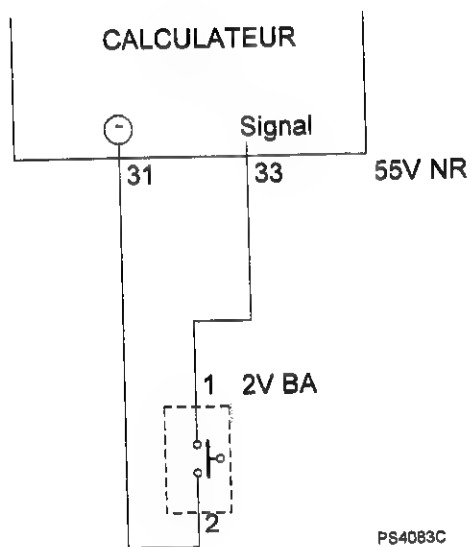 CALCULATEUR
-
Signal
31
33
55V NR
1
2V BA
2
PS4083C